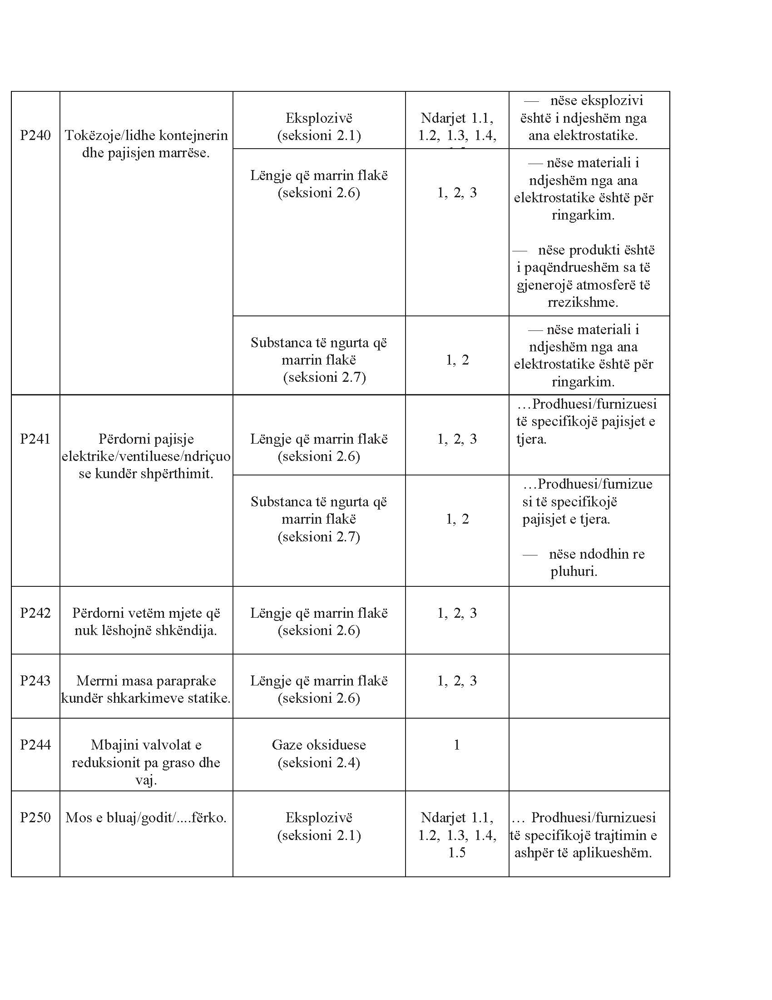 P240
Tokëzoje/lidhe kontejnerin
dhe pajisjen marrëse.
Eksplozivë
(seksioni 2.1)
Ndarjet 1.1,
1.2, 1.3, 1.4,
— nëse eksplozivi
është i ndjeshëm nga
ana elektrostatike.
Lëngje që marrin flakë
(seksioni 2.6)
1, 2, 3
— nëse materiali i
ndjeshëm nga ana
elektrostatike është për
ringarkim.
— nëse produkti është
i paqëndrueshëm sa të
gjenerojë atmosferë të
rrezikshme.
Substanca të ngurta që
marrin flakë
(seksioni 2.7)
1, 2
— nëse materiali i
ndjeshëm nga ana
elektrostatike është për
ringarkim.
P241
Përdorni pajisje
elektrike/ventiluese/ndriçuo
se kundër shpërthimit.
Lëngje që marrin flakë
(seksioni 2.6)
1, 2, 3
…Prodhuesi/furnizuesi
të specifikojë pajisjet e
tjera.
Substanca të ngurta që
marrin flakë
(seksioni 2.7)
1, 2
…Prodhuesi/furnizue
si të specifikojë
pajisjet e tjera.
— nëse ndodhin re
pluhuri.
P242
Përdorni vetëm mjete që
nuk lëshojnë shkëndija.
Lëngje që marrin flakë
(seksioni 2.6)
1, 2, 3
P243
Merrni masa paraprake
kundër shkarkimeve statike.
Lëngje që marrin flakë
(seksioni 2.6)
1, 2, 3
P244
Mbajini valvolat e
reduksionit pa graso dhe
vaj.
Gaze oksiduese
(seksioni 2.4)
1
P250
Mos e bluaj/godit/....fërko.
Eksplozivë
(seksioni 2.1)
Ndarjet 1.1,
1.2, 1.3, 1.4,
1.5
… Prodhuesi/furnizuesi
të specifikojë trajtimin e
ashpër të aplikueshëm.